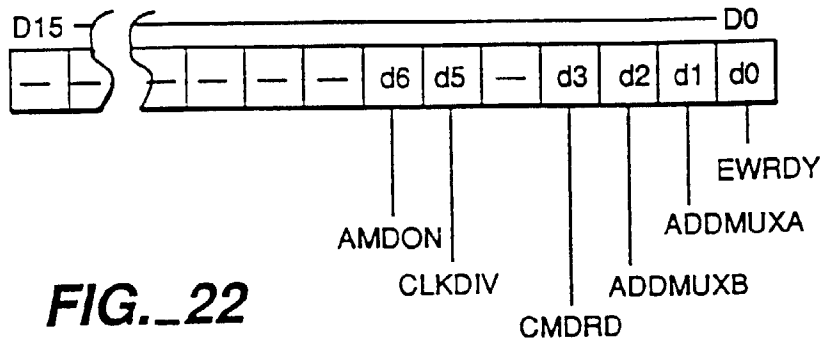 D15 D0
— — — — — — d6 d5 — d3 d2 d1 d0
EWRDY
ADDMUXA
AMDON
CLKDIV
ADDMUXB
CMDRD
FIG._22